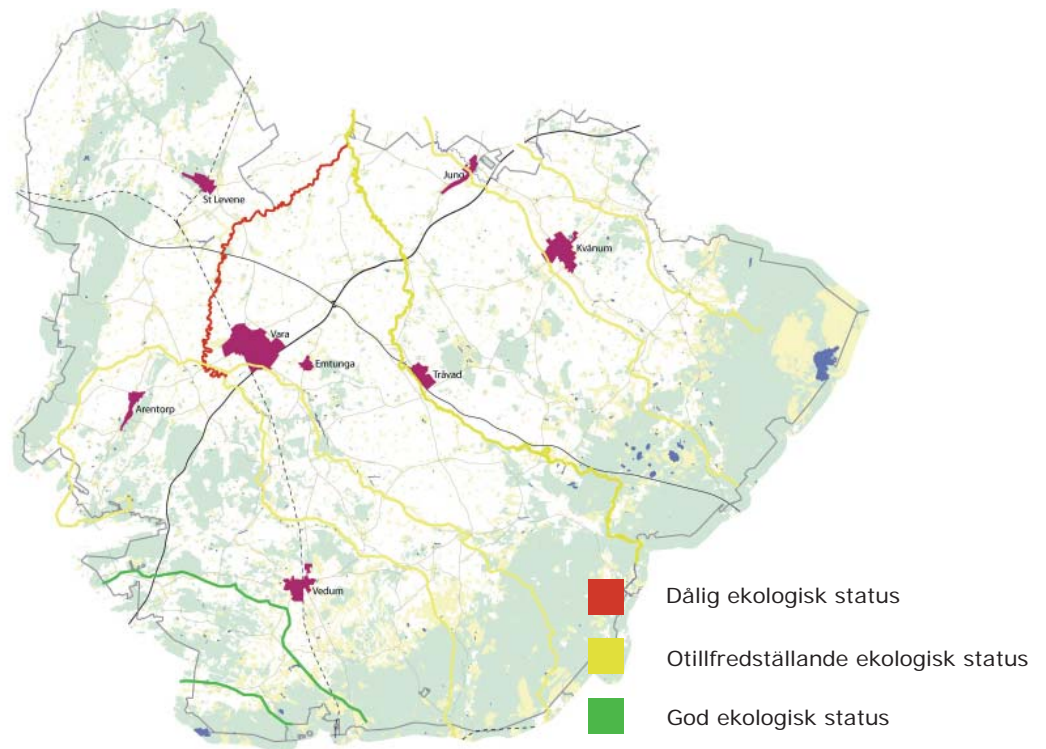 Jung
St Levene
Kvänum
Vara
Emtunga
Tråvad
Arentorp
Vedum
Dålig ekologisk status
Otillfredställande ekologisk status
God ekologisk status